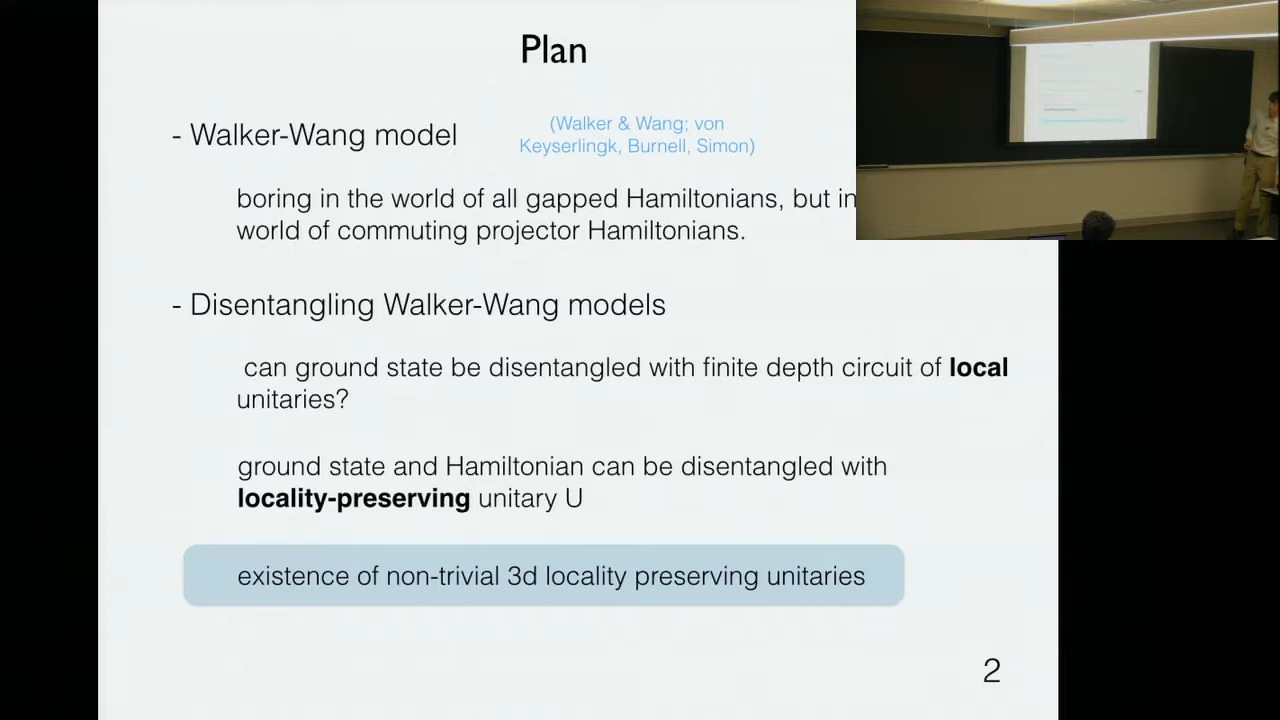 Plan
- Walker-Wang model
(Walker & Wang; von
Keyserlingk, Burnell, Simon)
boring in the world of all gapped Hamiltonians, but in
world of commuting projector Hamiltonians.
- Disentangling Walker-Wang models
can ground state be disentangled with finite depth circuit of local
unitaries?
ground state and Hamiltonian can be disentangled with
locality-preserving unitary U
existence of non-trivial 3d locality preserving unitaries
2